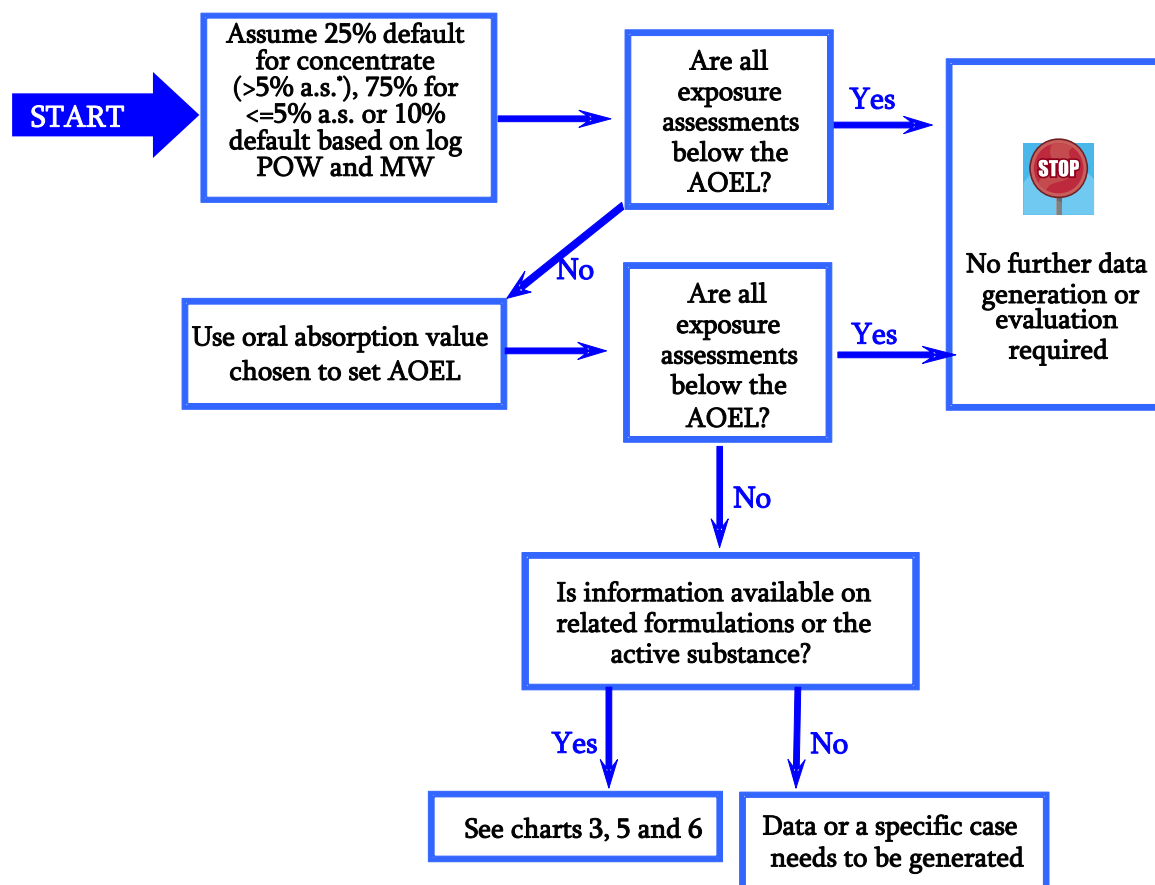 START
Assume 25% default
for concentrate
(>5% a.s.*), 75% for
<=5% a.s. or 10%
default based on log
POW and MW
Are all
exposure
assessments
below the
AOEL?
Yes
STOP
No further data
generation or
evaluation
required
No
Use oral absorption value
chosen to set AOEL
Are all
exposure
assessments
below the
AOEL?
Yes
No
Is information available on
related formulations or the
active substance?
Yes
No
See charts 3, 5 and 6
Data or a specific case
needs to be generated